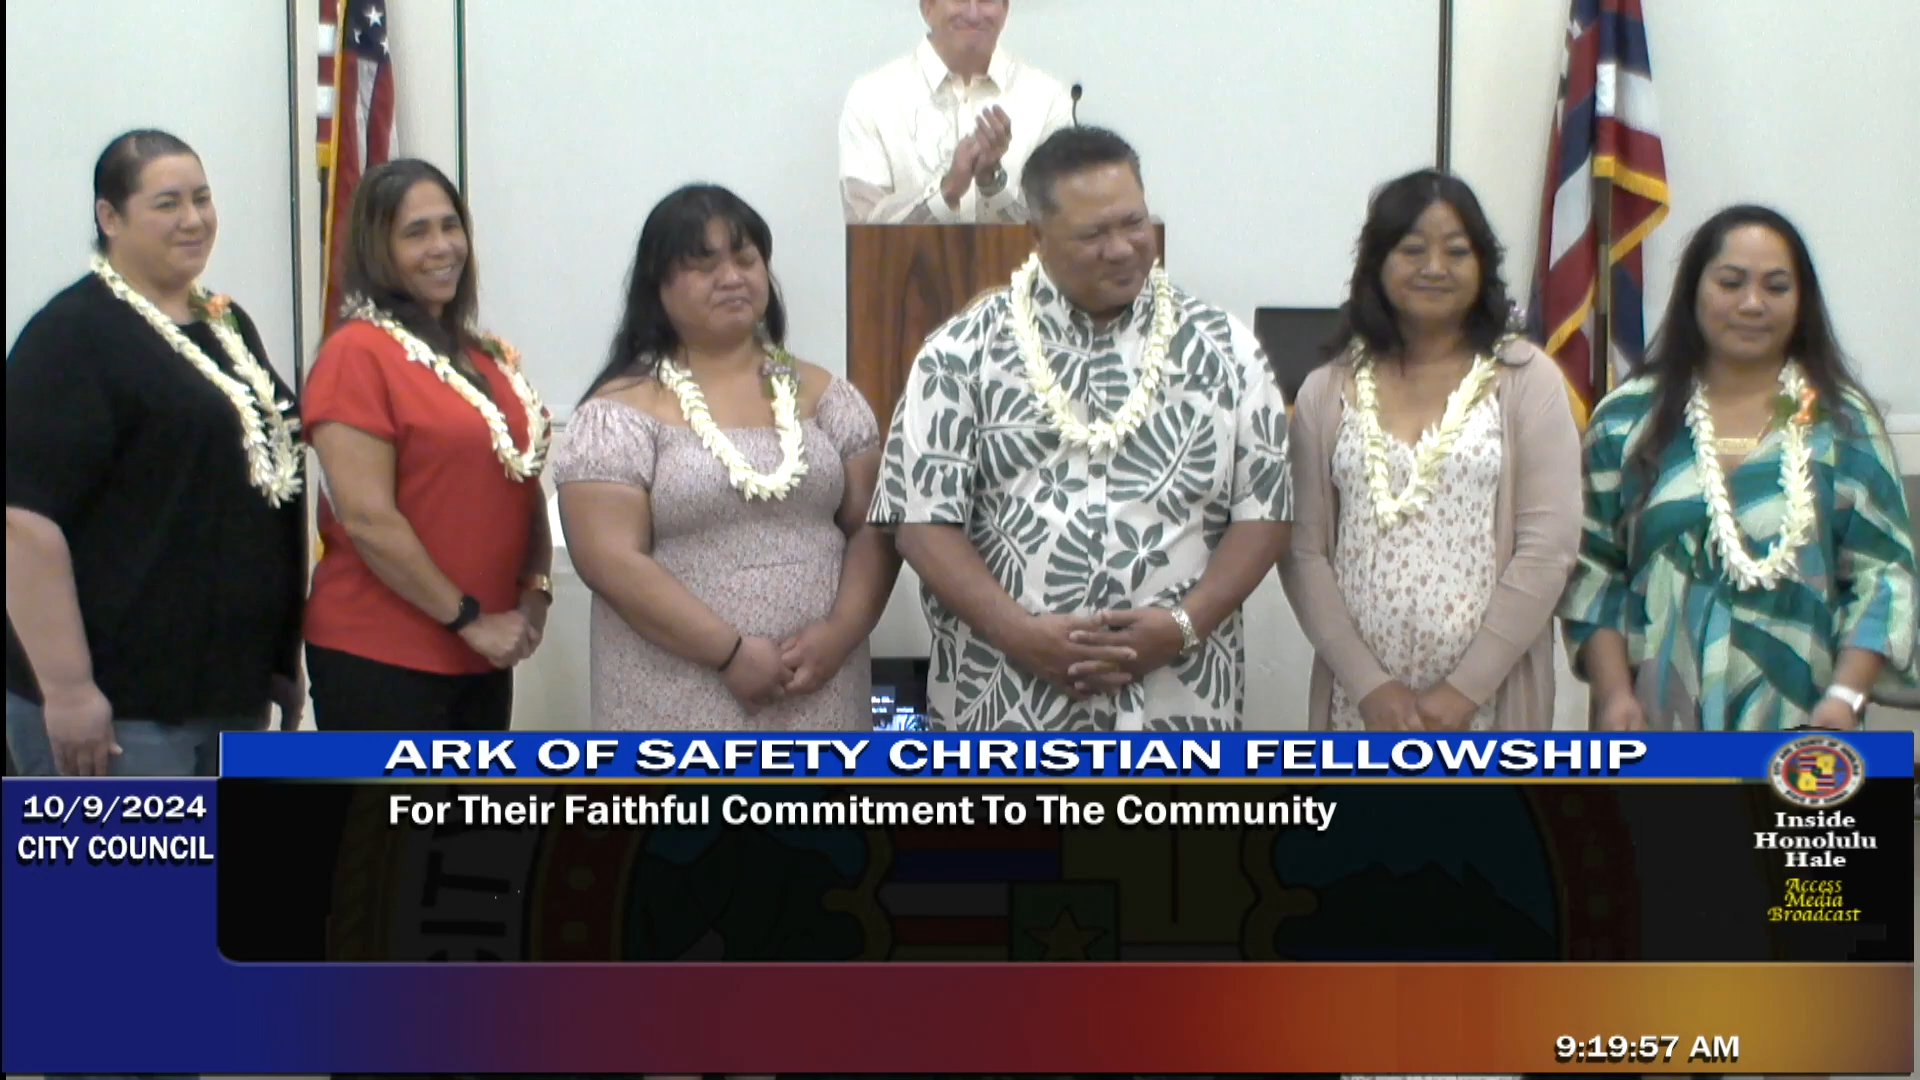 ARK OF SAFETY CHRISTIAN FELLOWSHIP
For Their Faithful Commitment To The Community
10/9/2024
CITY COUNCIL
CITY
Inside
Honolulu
Hale
Access
Media
Broadcast
9:19:57 AM